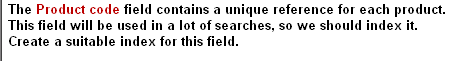 The Product code field contains a unique reference for each product.
This field will be used in a lot of searches, so we should index it.
Create a suitable index for this field.